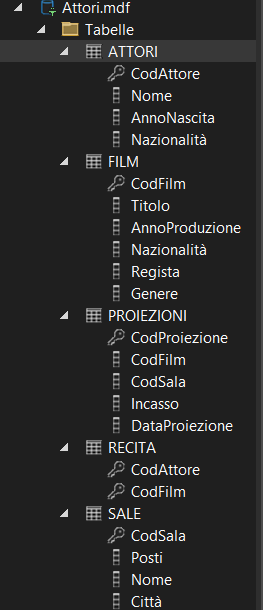 Attori.mdf
Tabelle
ATTORI
CodAttore
Nome
AnnoNascita
Nazionalità
FILM
CodFilm
Titolo
AnnoProduzione
Nazionalità
Regista
Genere
PROIEZIONI
CodProiezione
CodFilm
CodSala
Incasso
DataProiezione
RECITA
CodAttore
CodFilm
SALE
CodSala
Posti
Nome
Città